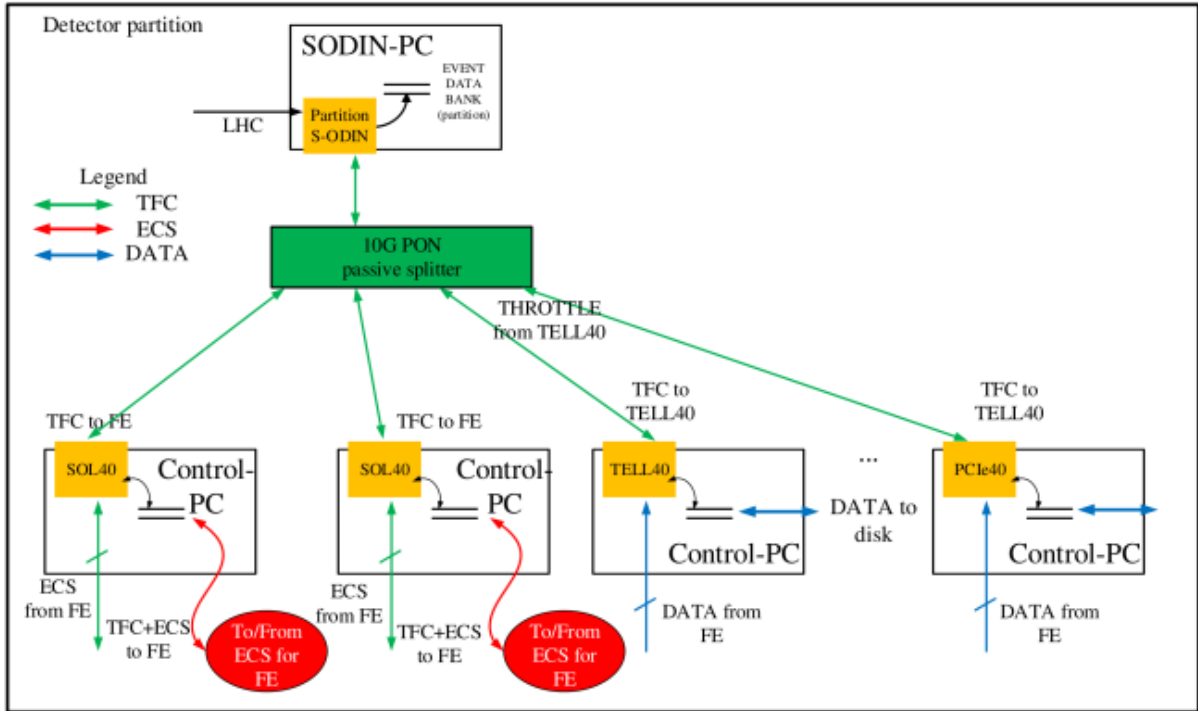 Detector partition
SODIN-PC
EVENT
DATA
BANK
(partition)
Partition
S-ODIN
LHC
Legend
TFC
ECS
DATA
10G PON
passive splitter
THROTTLE
from TELL40
TFC to FE
TFC to FE
TFC to
TELL40
TFC to
TELL40
SOL40
Control-
PC
SOL40
Control-
PC
TELL40
Control-PC
...
DATA to
disk
PCIe40
Control-PC
ECS
from FE
TFC+ECS
to FE
To/From
ECS for
FE
ECS
from FE
TFC+ECS
to FE
To/From
ECS for
FE
DATA from
FE
DATA from
FE